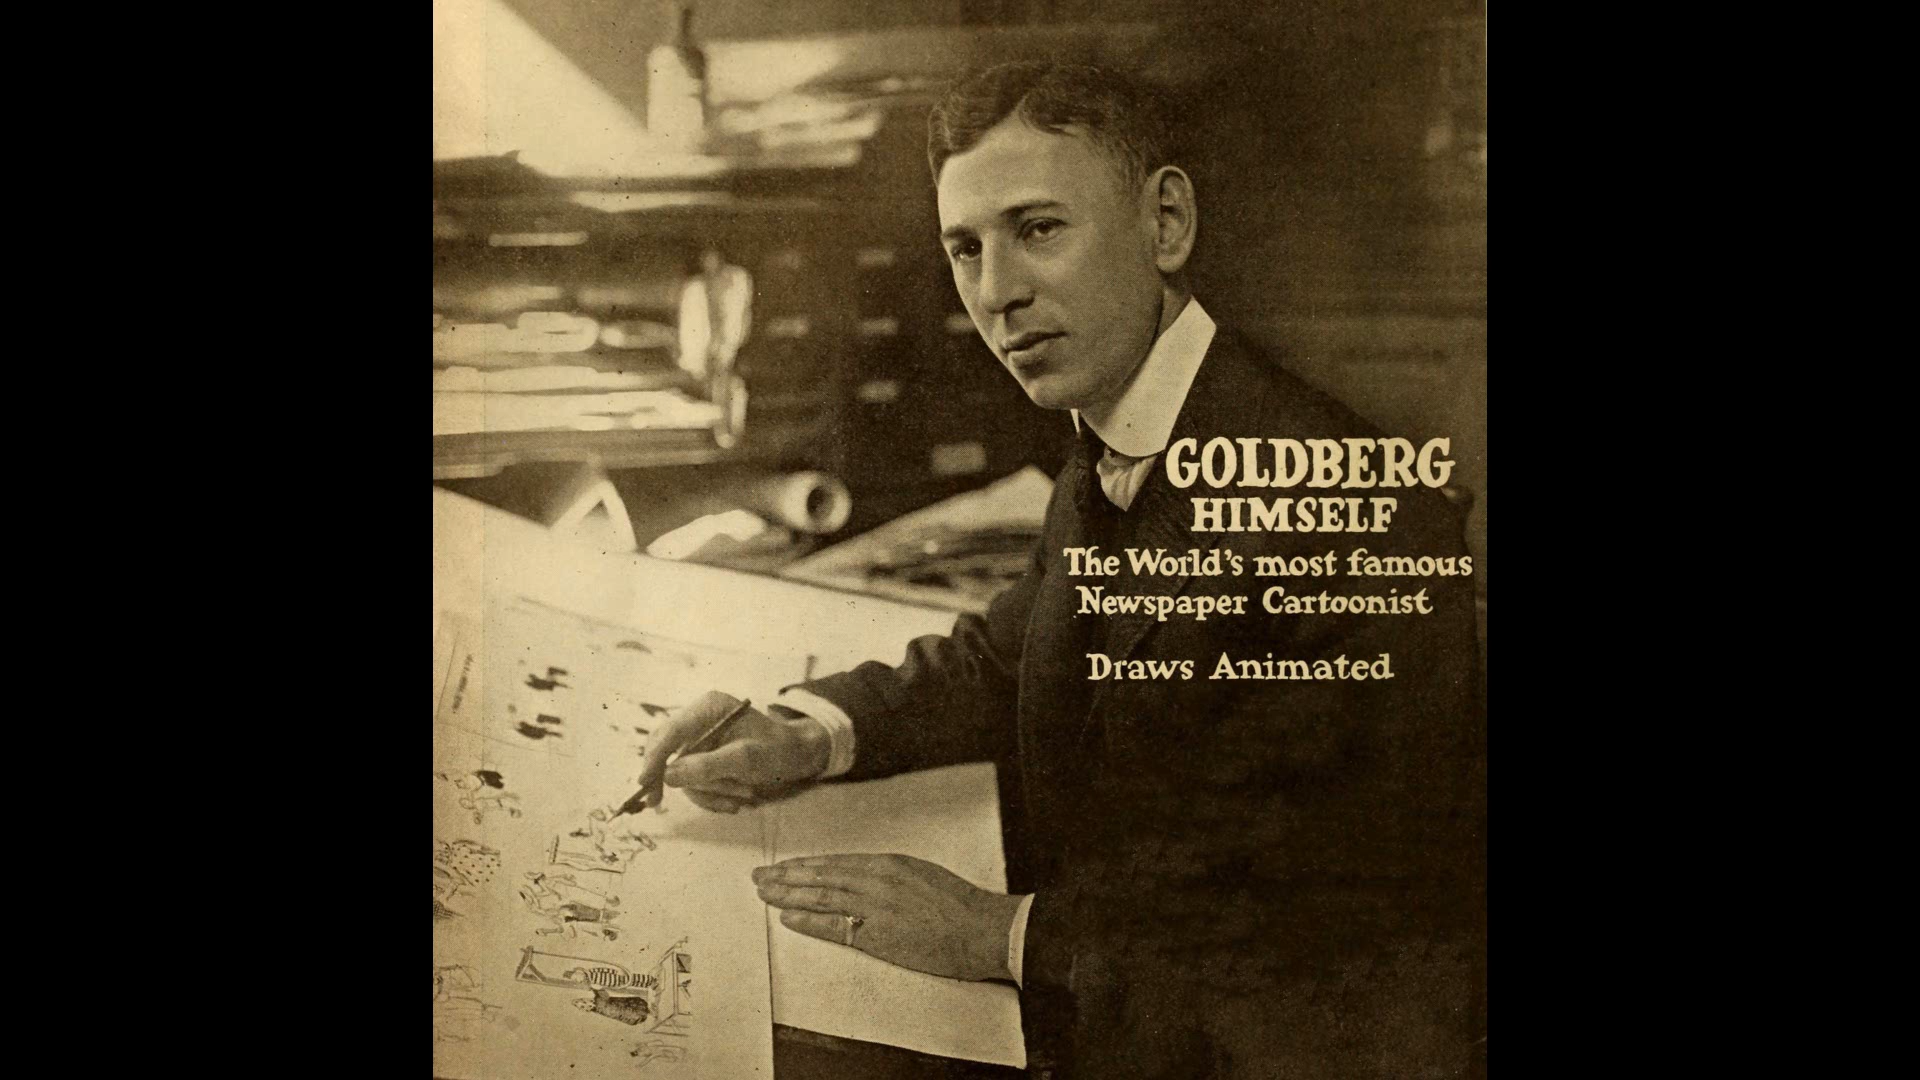 GOLDBERG
HIMSELF
The World's most famous
Newspaper Cartoonist
Draws Animated